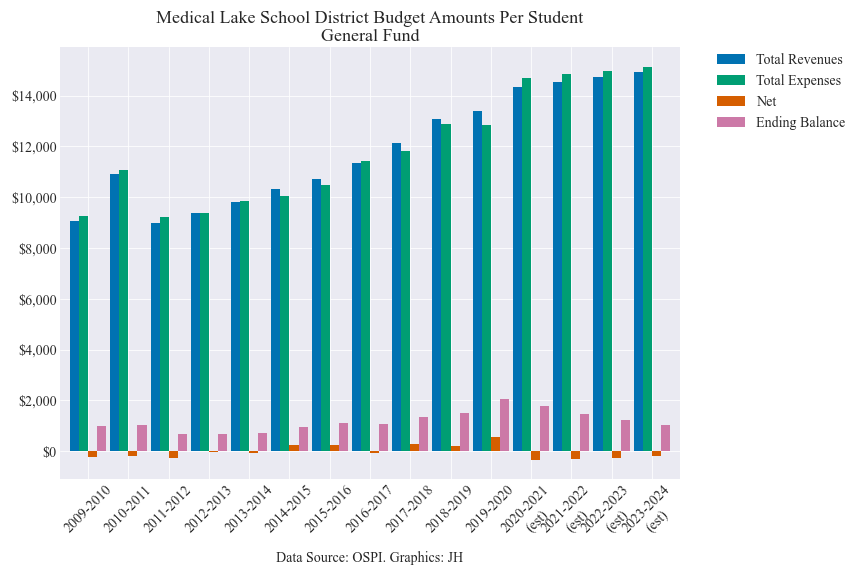 Medical Lake School District Budget Amounts Per Student
General Fund
Total Revenues
Total Expenses
Net
Ending Balance
$14,000
$12,000
$10,000
$8,000
$6,000
$4,000
$2,000
$0
2009-2010
2010-2011
2011-2012
2012-2013
2013-2014
2014-2015
2015-2016
2016-2017
2017-2018
2018-2019
2019-2020
2020-2021
(est)
2021-2022
(est)
2022-2023
(est)
2023-2024
(est)
Data Source: OSPI. Graphics: JH